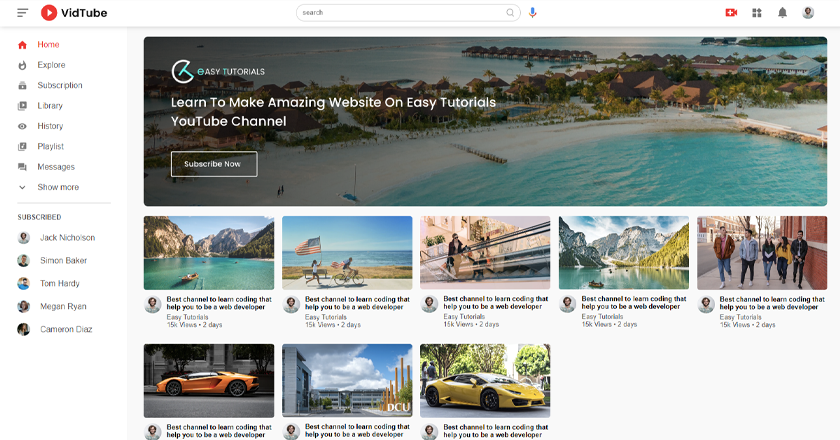 VidTube
search
Home
Explore
Subscription
Library
History
Playlist
Messages
Show more
SUBSCRIBED
Jack Nicholson
Simon Baker
Tom Hardy
Megan Ryan
Cameron Diaz
EASY TUTORIALS
Learn To Make Amazing Website On Easy Tutorials
YouTube Channel
Subscribe Now
Best channel to learn coding that
help you to be a web developer
Easy Tutorials
15k Views • 2 days
Best channel to learn coding that
help you to be a web developer
Easy Tutorials
15k Views • 2 days
Best channel to learn coding that
help you to be a web developer
Easy Tutorials
15k Views • 2 days
Best channel to learn coding that
help you to be a web developer
Easy Tutorials
15k Views • 2 days
Best channel to learn coding that
help you to be a web developer
Easy Tutorials
15k Views • 2 days
DCU
Best channel to learn coding that
help you to be a web developer
Best channel to learn coding that
help you to be a web developer
Best channel to learn coding that
help you to be a web developer